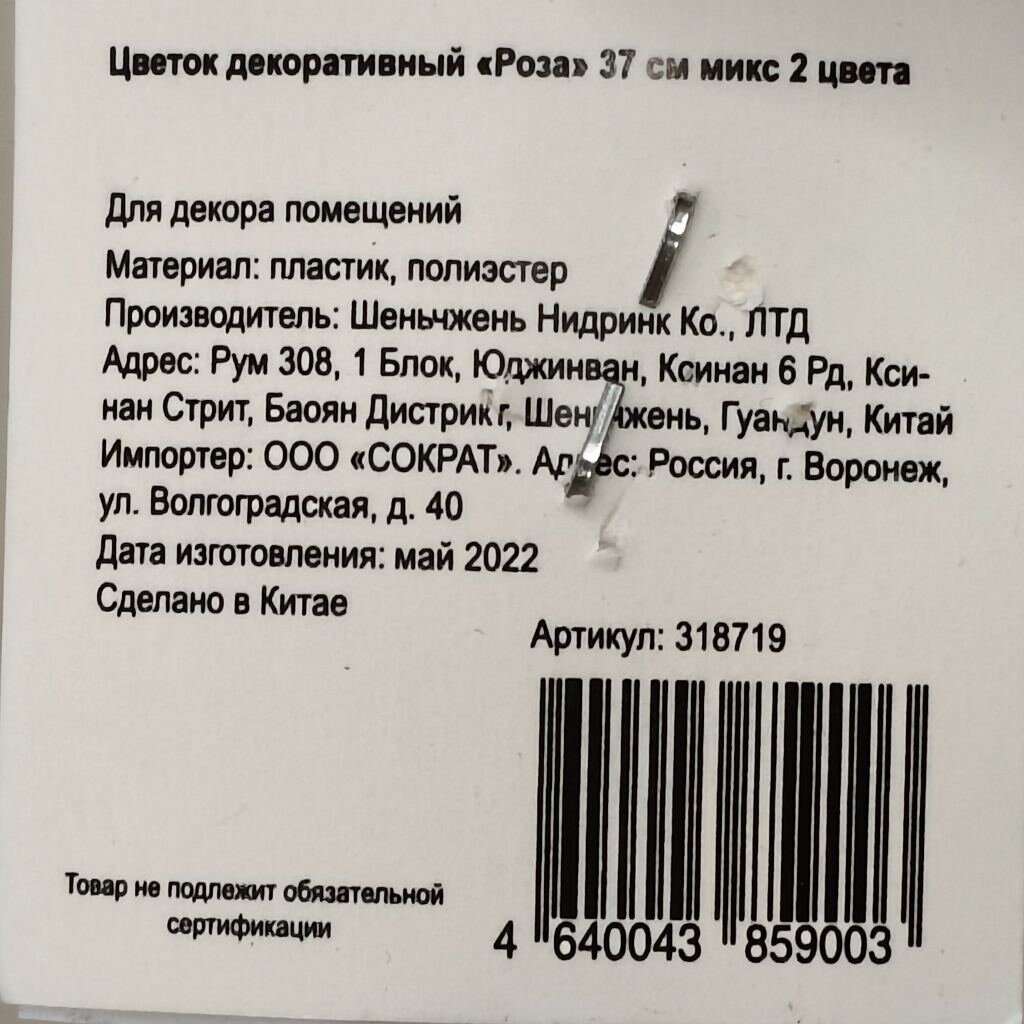 Цветок декоративный «Роза» 37 см микс 2 цвета
Для декора помещений
Материал: пластик, полиэстер
Производитель: Шеньчжень Нидринк Ко., ЛТД
Адрес: Рум 308, 1 Блок, Юджинван, Ксинан 6 Рд, Кси-
нан Стрит, Баоян Дистрикт, Шеньчжень, Гуандун, Китай
Импортер: ООО «СОКРАТ». Адрес: Россия, г. Воронеж,
ул. Волгоградская, д. 40
Дата изготовления: май 2022
Сделано в Китае
Артикул: 318719
Товар не подлежит обязательной
сертификации
4 640043 859003